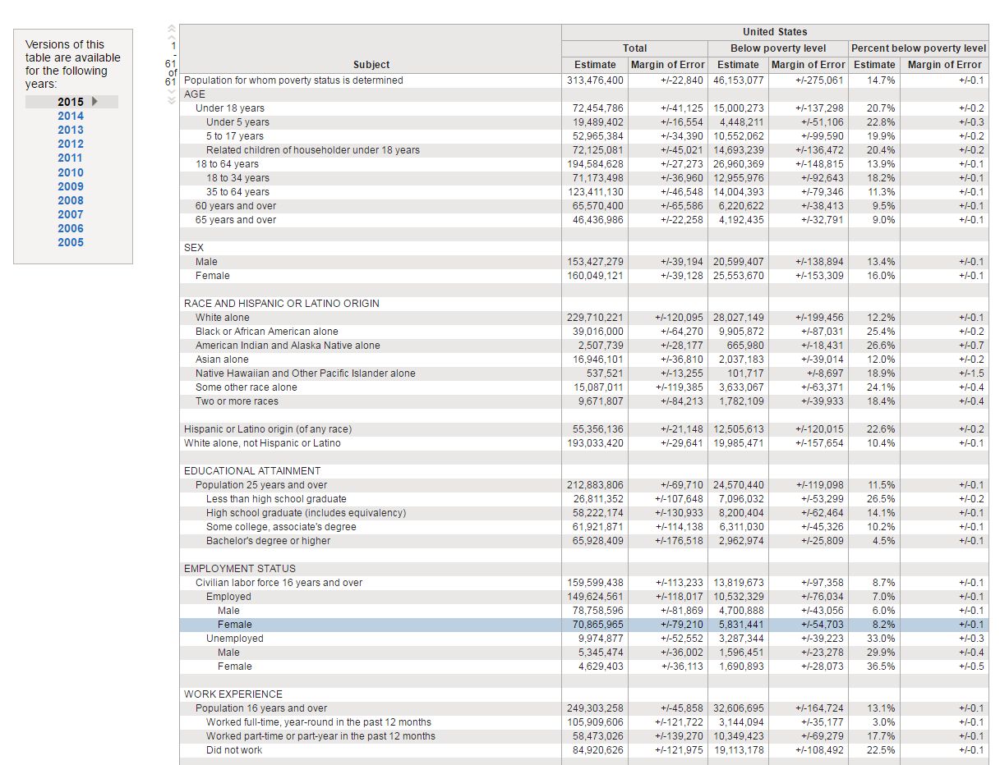 Versions of this
table are available
for the following
years:
2015
2014
2013
2012
2011
2010
2009
2008
2007
2006
2005
1
-
61
of
61
United States
Total Below poverty level Percent below poverty level
Subject Estimate Margin of Error Estimate Margin of Error Estimate Margin of Error
Population for whom poverty status is determined 313,476,400 +/-22,840 46,153,077 +/-275,061 14.7% +/-0.1
AGE
Under 18 years 72,454,786 +/-41,125 15,000,273 +/-137,298 20.7% +/-0.2
Under 5 years 19,489,402 +/-16,554 4,448,211 +/-51,106 22.8% +/-0.3
5 to 17 years 52,965,384 +/-34,390 10,552,062 +/-99,590 19.9% +/-0.2
Related children of householder under 18 years 72,125,081 +/-45,021 14,693,239 +/-136,472 20.4% +/-0.2
18 to 64 years 194,584,628 +/-27,273 26,960,369 +/-148,815 13.9% +/-0.1
18 to 34 years 71,173,498 +/-36,960 12,955,976 +/-92,643 18.2% +/-0.1
35 to 64 years 123,411,130 +/-46,548 14,004,393 +/-79,346 11.3% +/-0.1
60 years and over 65,570,400 +/-65,586 6,220,622 +/-38,413 9.5% +/-0.1
65 years and over 46,436,986 +/-22,258 4,192,435 +/-32,791 9.0% +/-0.1
SEX
Male 153,427,279 +/-39,194 20,599,407 +/-138,894 13.4% +/-0.1
Female 160,049,121 +/-39,128 25,553,670 +/-153,309 16.0% +/-0.1
RACE AND HISPANIC OR LATINO ORIGIN
White alone 229,710,221 +/-120,095 28,027,149 +/-199,456 12.2% +/-0.1
Black or African American alone 39,016,000 +/-64,270 9,905,872 +/-87,031 25.4% +/-0.2
American Indian and Alaska Native alone 2,507,739 +/-28,177 665,980 +/-18,431 26.6% +/-0.7
Asian alone 16,946,101 +/-36,810 2,037,183 +/-39,014 12.0% +/-0.2
Native Hawaiian and Other Pacific Islander alone 537,521 +/-13,255 101,717 +/-8,697 18.9% +/-1.5
Some other race alone 15,087,011 +/-119,385 3,633,067 +/-63,371 24.1% +/-0.4
Two or more races 9,671,807 +/-84,213 1,782,109 +/-39,933 18.4% +/-0.4
Hispanic or Latino origin (of any race) 55,356,136 +/-21,148 12,505,613 +/-120,015 22.6% +/-0.2
White alone, not Hispanic or Latino 193,033,420 +/-29,641 19,985,471 +/-157,654 10.4% +/-0.1
EDUCATIONAL ATTAINMENT
Population 25 years and over 212,883,806 +/-69,710 24,570,440 +/-119,098 11.5% +/-0.1
Less than high school graduate 26,811,352 +/-107,648 7,096,032 +/-53,299 26.5% +/-0.2
High school graduate (includes equivalency) 58,222,174 +/-130,933 8,200,404 +/-62,464 14.1% +/-0.1
Some college, associate's degree 61,921,871 +/-114,138 6,311,030 +/-45,326 10.2% +/-0.1
Bachelor's degree or higher 65,928,409 +/-176,518 2,962,974 +/-25,809 4.5% +/-0.1
EMPLOYMENT STATUS
Civilian labor force 16 years and over 159,599,438 +/-113,233 13,819,673 +/-97,358 8.7% +/-0.1
Employed 149,624,561 +/-118,017 10,532,329 +/-76,034 7.0% +/-0.1
Male 78,758,596 +/-81,869 4,700,888 +/-43,056 6.0% +/-0.1
Female 70,865,965 +/-79,210 5,831,441 +/-54,703 8.2% +/-0.1
Unemployed 9,974,877 +/-52,552 3,287,344 +/-39,223 33.0% +/-0.3
Male 5,345,474 +/-36,002 1,596,451 +/-23,278 29.9% +/-0.4
Female 4,629,403 +/-36,113 1,690,893 +/-28,073 36.5% +/-0.5
WORK EXPERIENCE
Population 16 years and over 249,303,258 +/-45,858 32,606,695 +/-164,724 13.1% +/-0.1
Worked full-time, year-round in the past 12 months 105,909,606 +/-121,722 3,144,094 +/-35,177 3.0% +/-0.1
Worked part-time or part-year in the past 12 months 58,473,026 +/-139,270 10,349,423 +/-69,279 17.7% +/-0.1
Did not work 84,920,626 +/-121,975 19,113,178 +/-108,492 22.5% +/-0.1